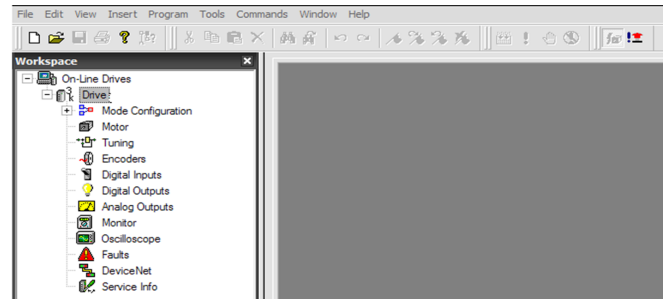 File Edit View Insert Program Tools Commands Window Help
Workspace
On-Line Drives
Drive
Mode Configuration
Motor
Tuning
Encoders
Digital Inputs
Digital Outputs
Analog Outputs
Monitor
Oscilloscope
Faults
DeviceNet
Service Info